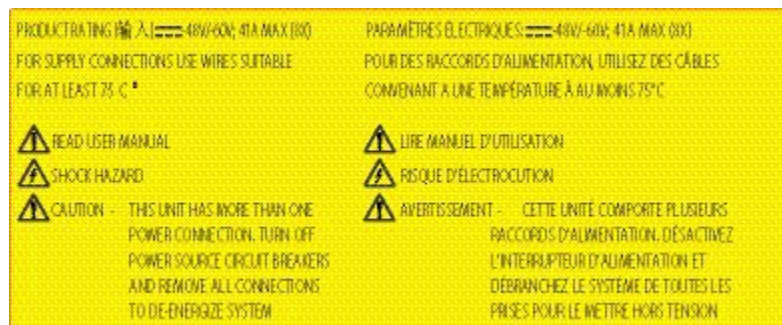 PRODUCT RATING [輸入] ⎓ -48V/-60V; 41A MAX (8X)
FOR SUPPLY CONNECTIONS USE WIRES SUITABLE
FOR AT LEAST 75 C °
READ USER MANUAL
SHOCK HAZARD
CAUTION - THIS UNIT HAS MORE THAN ONE
POWER CONNECTION. TURN OFF
POWER SOURCE CIRCUIT BREAKERS
AND REMOVE ALL CONNECTIONS
TO DE-ENERGIZE SYSTEM
PARAMÈTRES ÉLECTRIQUES: ⎓ -48V/-60V; 41A MAX (8X)
POUR DES RACCORDS D'ALIMENTATION, UTILISEZ DES CÂBLES
CONVENANT A UNE TEMPÉRATURE À AU MOINS 75°C
LIRE MANUEL D'UTILISATION
RISQUE D'ÉLECTROCUTION
AVERTISSEMENT - CETTE UNITÉ COMPORTE PLUSIEURS
RACCORDS D'ALIMENTATION. DÉSACTIVEZ
L'INTERRUPTEUR D'ALIMENTATION ET
DÉBRANCHEZ LE SYSTÈME DE TOUTES LES
PRISES POUR LE METTRE HORS TENSION